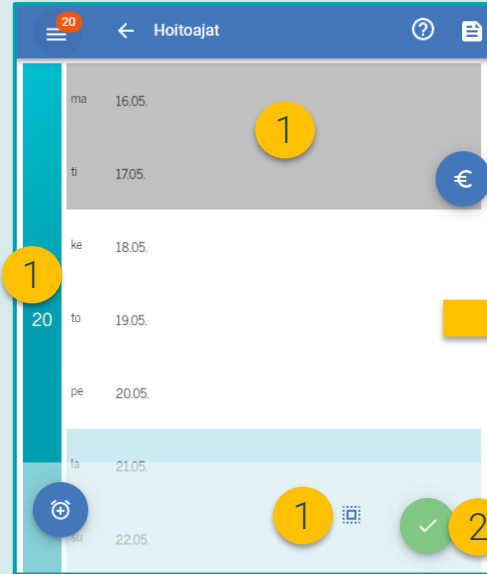 20
Hoitoajat
ma 16.05.
1
ti 17.05.
€
ke 18.05.
1
20 to 19.05.
pe 20.05.
la 21.05.
1
2
su 22.05.